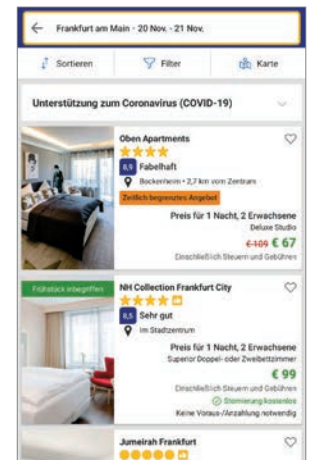 Frankfurt am Main - 20 Nov. - 21 Nov.
Sortieren
Filter
Karte
Unterstützung zum Coronavirus (COVID-19)
Oben Apartments
8,9 Fabelhaft
Bockenheim • 2,7 km vom Zentrum
Zeitlich begrenztes Angebot
Preis für 1 Nacht, 2 Erwachsene
Deluxe Studio
€ 109 € 67
Einschließlich Steuern und Gebühren
Frühstück inbegriffen
NH Collection Frankfurt City
8,5 Sehr gut
Im Stadtzentrum
Preis für 1 Nacht, 2 Erwachsene
Superior Doppel- oder Zweibettzimmer
€ 99
Einschließlich Steuern und Gebühren
Stornierung kostenlos
Keine Voraus-/Anzahlung notwendig
Jumeirah Frankfurt